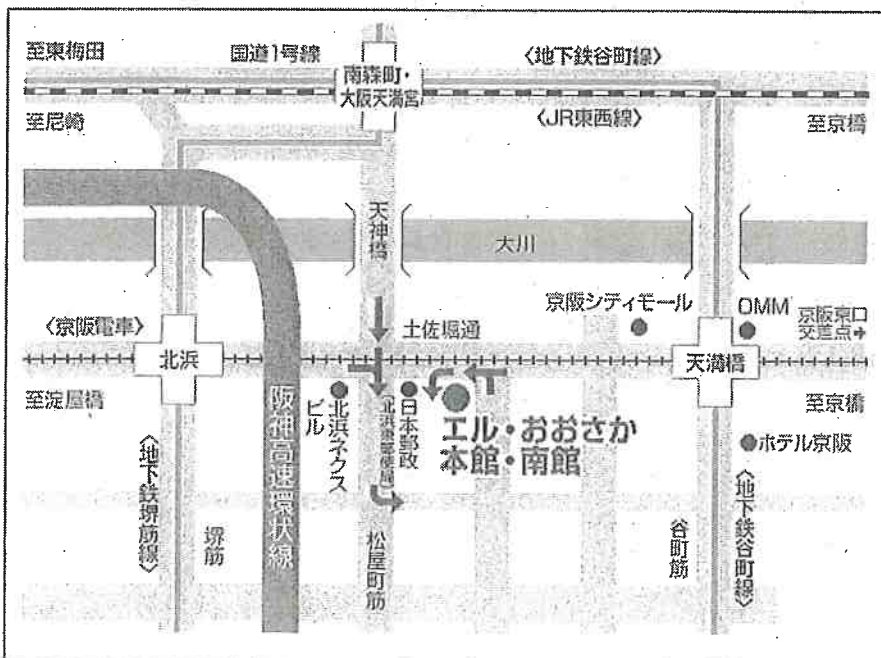 至東梅田
国道1号線
南森町・
大阪天満宮
〈地下鉄谷町線〉
至尼崎
〈JR東西線〉
至京橋
天神橋
大川
京阪シティモール
OMM
京阪東口
交差点→
〈京阪電車〉
土佐堀通
北浜
天満橋
至淀屋橋
至京橋
阪神高速環状線
北浜ネクス
ビル
日本郵政
(北浜東郵便局)
エル・おおさか
本館・南館
ホテル京阪
〈地下鉄堺筋線〉
堺筋
松屋町筋
谷町筋
〈地下鉄谷町線〉